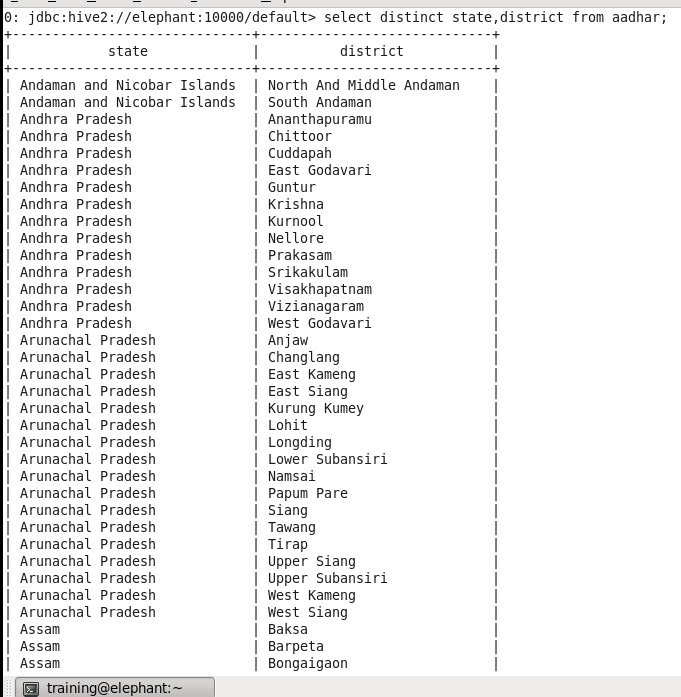 0: jdbc:hive2://elephant:10000/default> select distinct state,district from aadhar;
+------------------------------+-----------------------------+
|            state             |          district           |
+------------------------------+-----------------------------+
| Andaman and Nicobar Islands  | North And Middle Andaman    |
| Andaman and Nicobar Islands  | South Andaman               |
| Andhra Pradesh               | Ananthapuramu               |
| Andhra Pradesh               | Chittoor                    |
| Andhra Pradesh               | Cuddapah                    |
| Andhra Pradesh               | East Godavari               |
| Andhra Pradesh               | Guntur                      |
| Andhra Pradesh               | Krishna                     |
| Andhra Pradesh               | Kurnool                     |
| Andhra Pradesh               | Nellore                     |
| Andhra Pradesh               | Prakasam                    |
| Andhra Pradesh               | Srikakulam                  |
| Andhra Pradesh               | Visakhapatnam               |
| Andhra Pradesh               | Vizianagaram                |
| Andhra Pradesh               | West Godavari               |
| Arunachal Pradesh            | Anjaw                       |
| Arunachal Pradesh            | Changlang                   |
| Arunachal Pradesh            | East Kameng                 |
| Arunachal Pradesh            | East Siang                  |
| Arunachal Pradesh            | Kurung Kumey                |
| Arunachal Pradesh            | Lohit                       |
| Arunachal Pradesh            | Longding                    |
| Arunachal Pradesh            | Lower Subansiri             |
| Arunachal Pradesh            | Namsai                      |
| Arunachal Pradesh            | Papum Pare                  |
| Arunachal Pradesh            | Siang                       |
| Arunachal Pradesh            | Tawang                      |
| Arunachal Pradesh            | Tirap                       |
| Arunachal Pradesh            | Upper Siang                 |
| Arunachal Pradesh            | Upper Subansiri             |
| Arunachal Pradesh            | West Kameng                 |
| Arunachal Pradesh            | West Siang                  |
| Assam                        | Baksa                       |
| Assam                        | Barpeta                     |
| Assam                        | Bongaigaon                  |
training@elephant:~